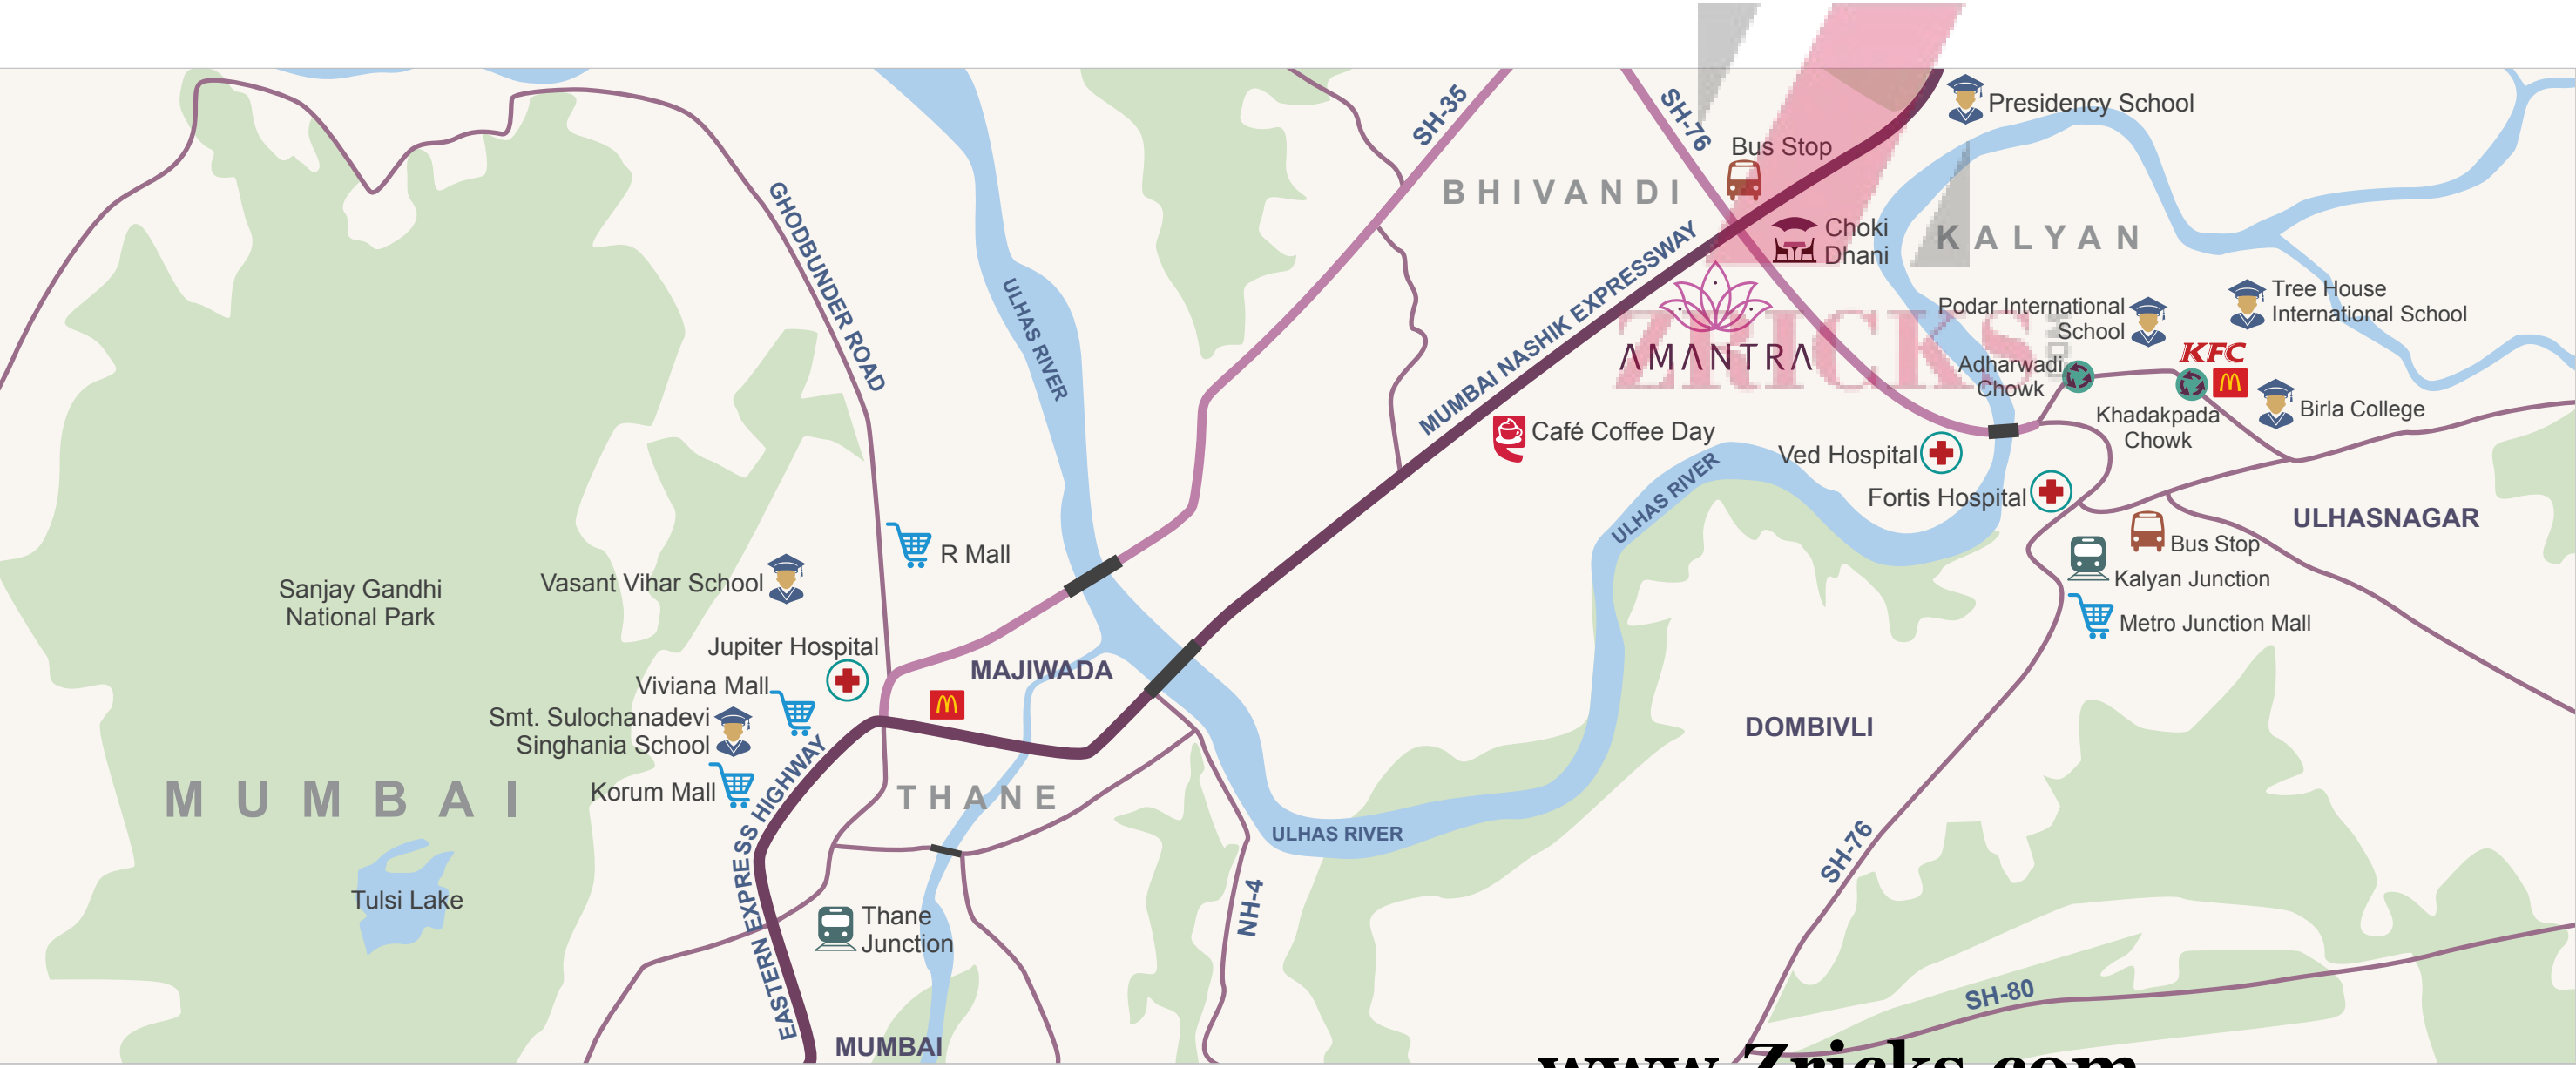 Presidency School
SH-35
SH-76
Bus Stop
BHIVANDI
Choki
Dhani
KALYAN
GHODBUNDER ROAD
ULHAS RIVER
MUMBAI NASHIK EXPRESSWAY
Tree House
International School
Podar International
School
ZRICKS
AMANTRA
KFC
Adharwadi
Chowk
Khadakpada
Chowk
Birla College
Café Coffee Day
Ved Hospital
ULHAS RIVER
Fortis Hospital
ULHASNAGAR
Bus Stop
Kalyan Junction
R Mall
Vasant Vihar School
Sanjay Gandhi
National Park
Metro Junction Mall
Jupiter Hospital
MAJIWADA
Viviana Mall
Smt. Sulochanadevi
Singhania School
DOMBIVLI
Korum Mall
MUMBAI
THANE
EASTERN EXPRESS HIGHWAY
ULHAS RIVER
SH-76
Tulsi Lake
NH-4
Thane
Junction
SH-80
MUMBAI
www.Zricks.com